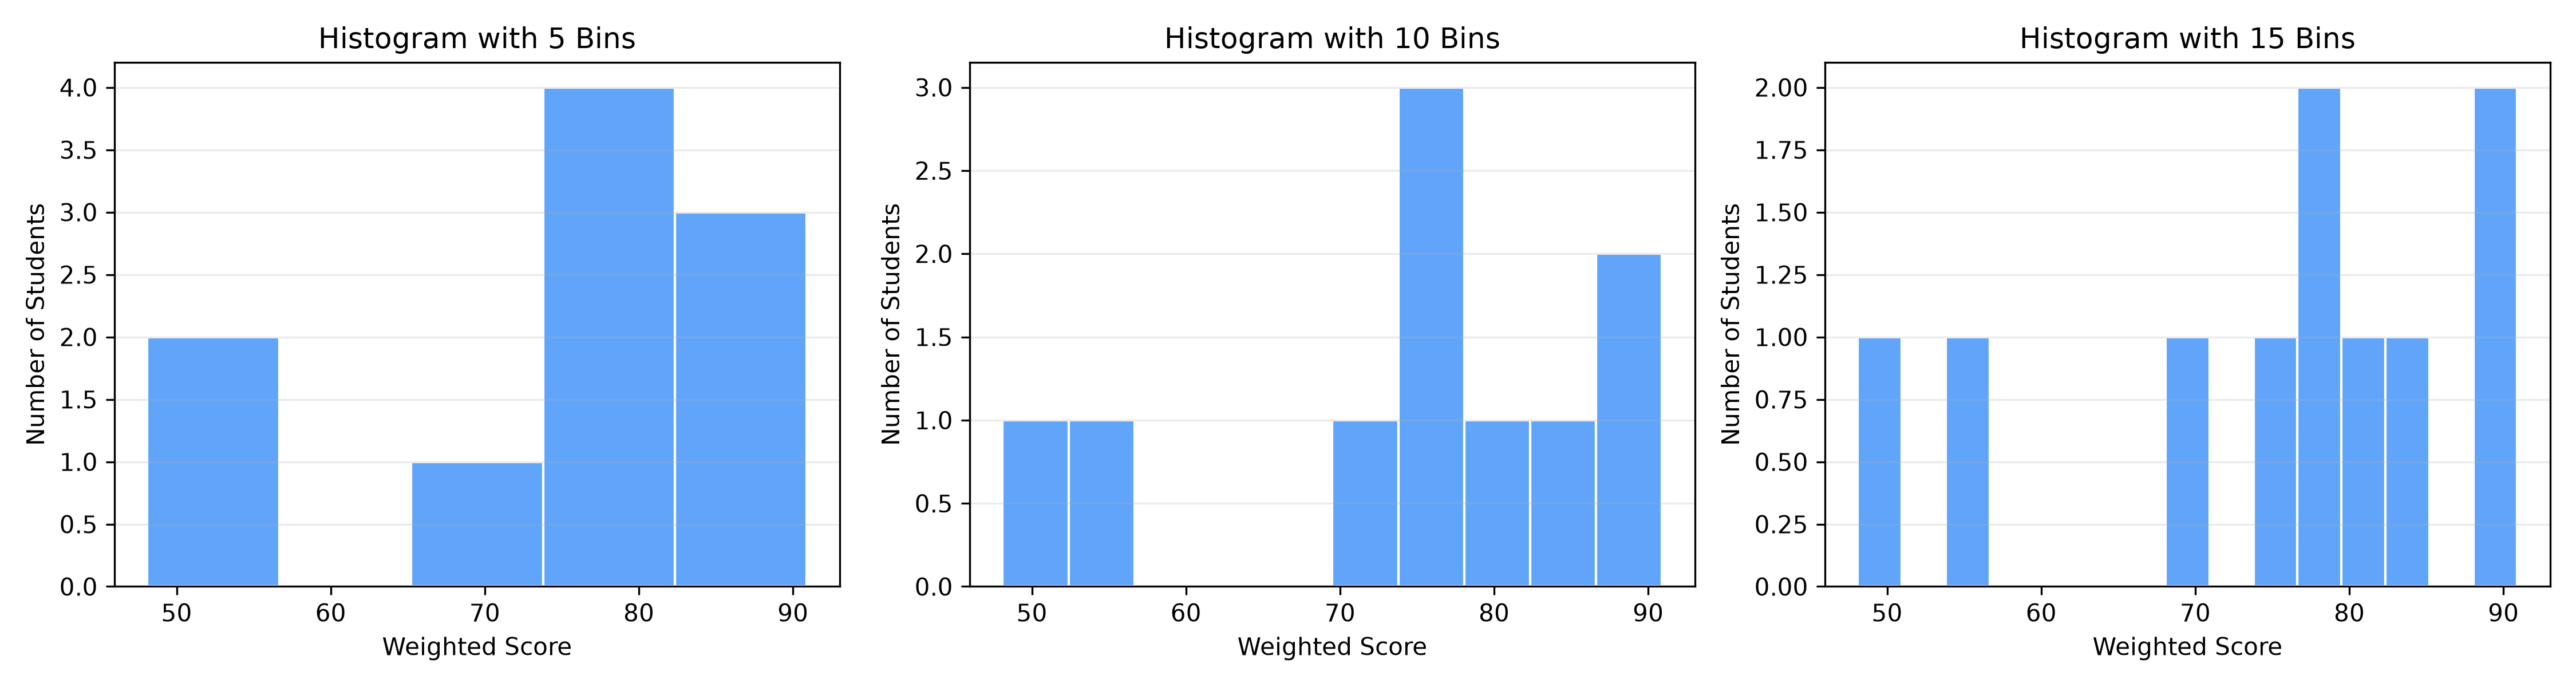 Histogram with 5 Bins
4.0
3.5
3.0
2.5
2.0
1.5
1.0
0.5
0.0
Number of Students
50 60 70 80 90
Weighted Score
Histogram with 10 Bins
3.0
2.5
2.0
1.5
1.0
0.5
0.0
Number of Students
50 60 70 80 90
Weighted Score
Histogram with 15 Bins
2.00
1.75
1.50
1.25
1.00
0.75
0.50
0.25
0.00
Number of Students
50 60 70 80 90
Weighted Score